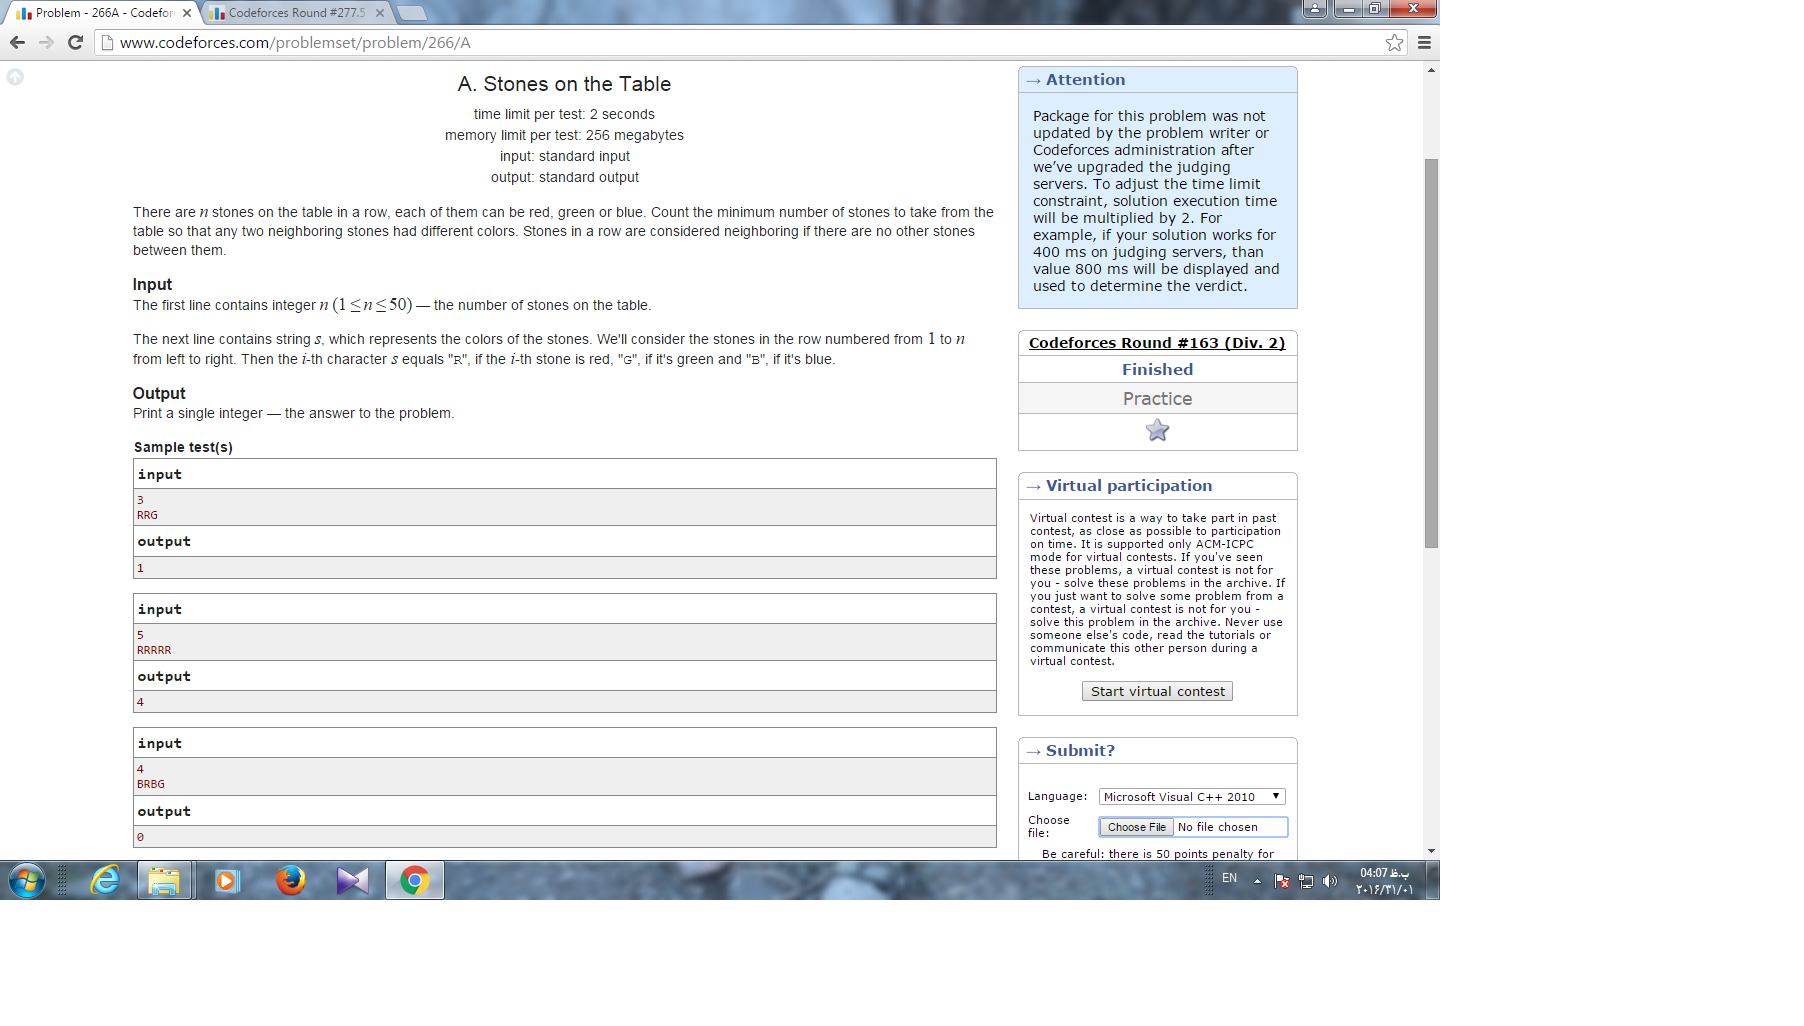 Problem - 266A - Codefor
Codeforces Round #277.5
www.codeforces.com/problemset/problem/266/A
A. Stones on the Table
time limit per test: 2 seconds
memory limit per test: 256 megabytes
input: standard input
output: standard output
There are n stones on the table in a row, each of them can be red, green or blue. Count the minimum number of stones to take from the
table so that any two neighboring stones had different colors. Stones in a row are considered neighboring if there are no other stones
between them.
Input
The first line contains integer n (1 ≤ n ≤ 50) — the number of stones on the table.
The next line contains string s, which represents the colors of the stones. We'll consider the stones in the row numbered from 1 to n
from left to right. Then the i-th character s equals "R", if the i-th stone is red, "G", if it's green and "B", if it's blue.
Output
Print a single integer — the answer to the problem.
Sample test(s)
input
3
RRG
output
1
input
5
RRRRR
output
4
input
4
BRBG
output
0
→ Attention
Package for this problem was not
updated by the problem writer or
Codeforces administration after
we’ve upgraded the judging
servers. To adjust the time limit
constraint, solution execution time
will be multiplied by 2. For
example, if your solution works for
400 ms on judging servers, than
value 800 ms will be displayed and
used to determine the verdict.
Codeforces Round #163 (Div. 2)
Finished
Practice
→ Virtual participation
Virtual contest is a way to take part in past
contest, as close as possible to participation
on time. It is supported only ACM-ICPC
mode for virtual contests. If you've seen
these problems, a virtual contest is not for
you - solve these problems in the archive. If
you just want to solve some problem from a
contest, a virtual contest is not for you -
solve this problem in the archive. Never use
someone else's code, read the tutorials or
communicate this other person during a
virtual contest.
Start virtual contest
→ Submit?
Language: Microsoft Visual C++ 2010
Choose
file: Choose File No file chosen
Be careful: there is 50 points penalty for
EN
04:07 ب.ظ
٢٠١۶/٣١/٠١